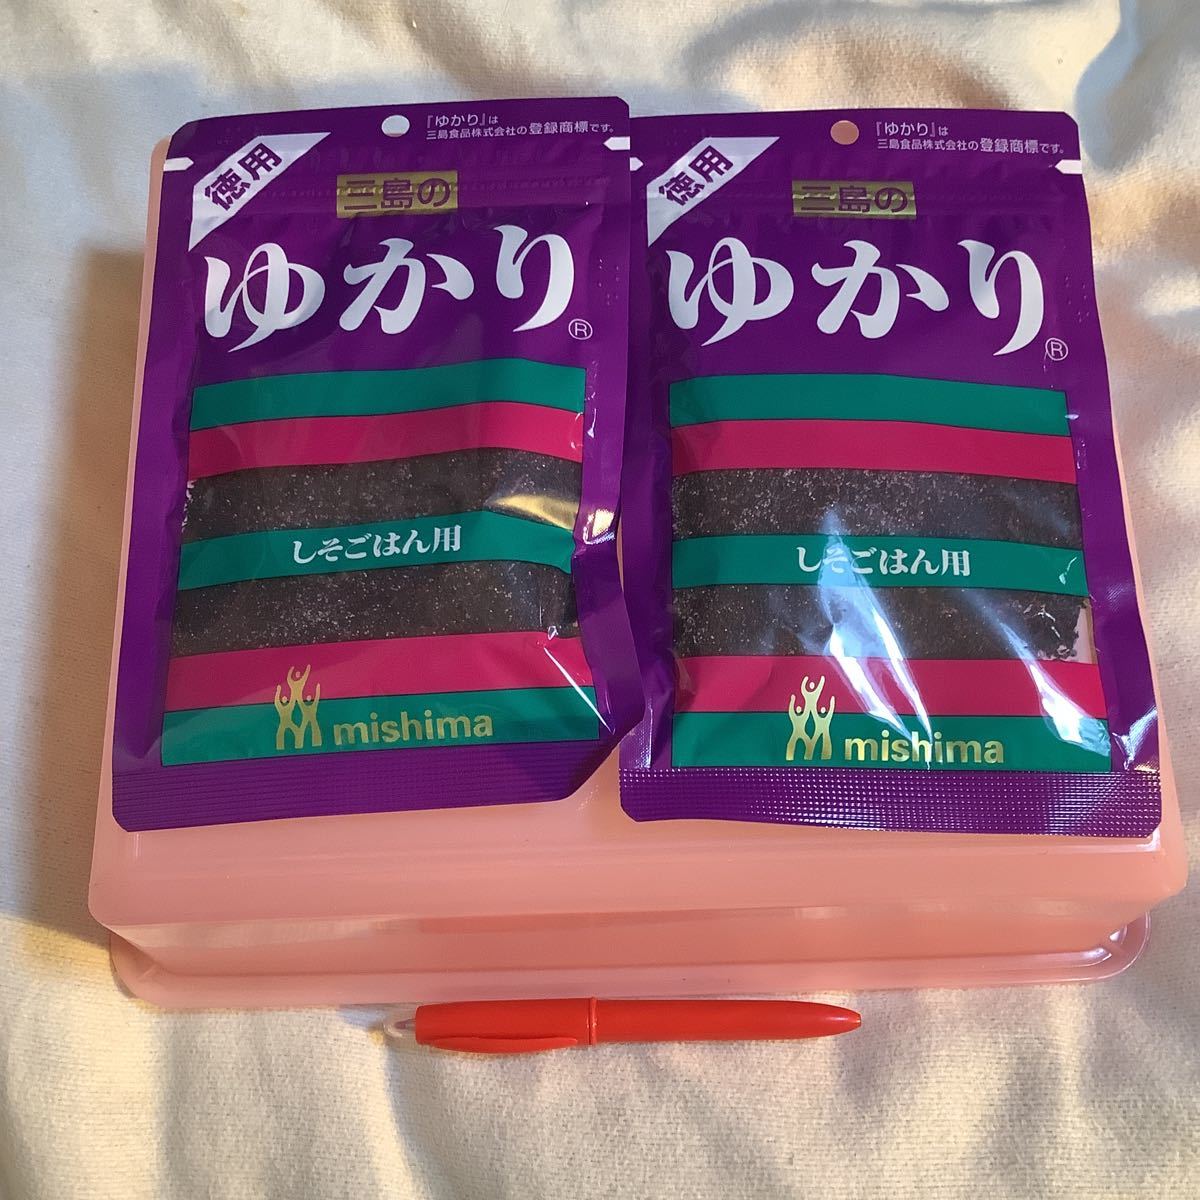 『ゆかり』は
三島食品株式会社の登録商標です。
徳用
三島の
ゆかり®
しそごはん用
mishima
『ゆかり』は
三島食品株式会社の登録商標です。
徳用
三島の
ゆかり®
しそごはん用
mishima